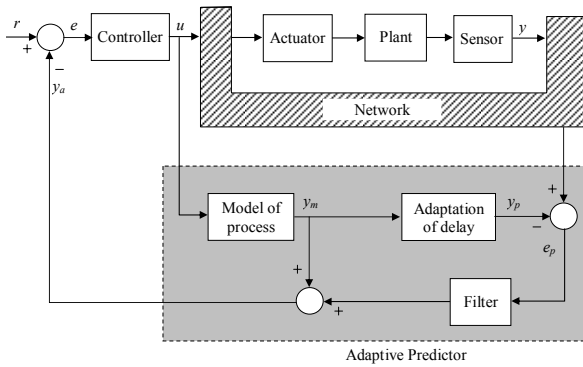 r
+
−
e
Controller
u
Actuator
Plant
Sensor
y
Network
y_a
Model of
process
y_m
Adaptation
of delay
y_p
+
−
e_p
+
+
Filter
Adaptive Predictor